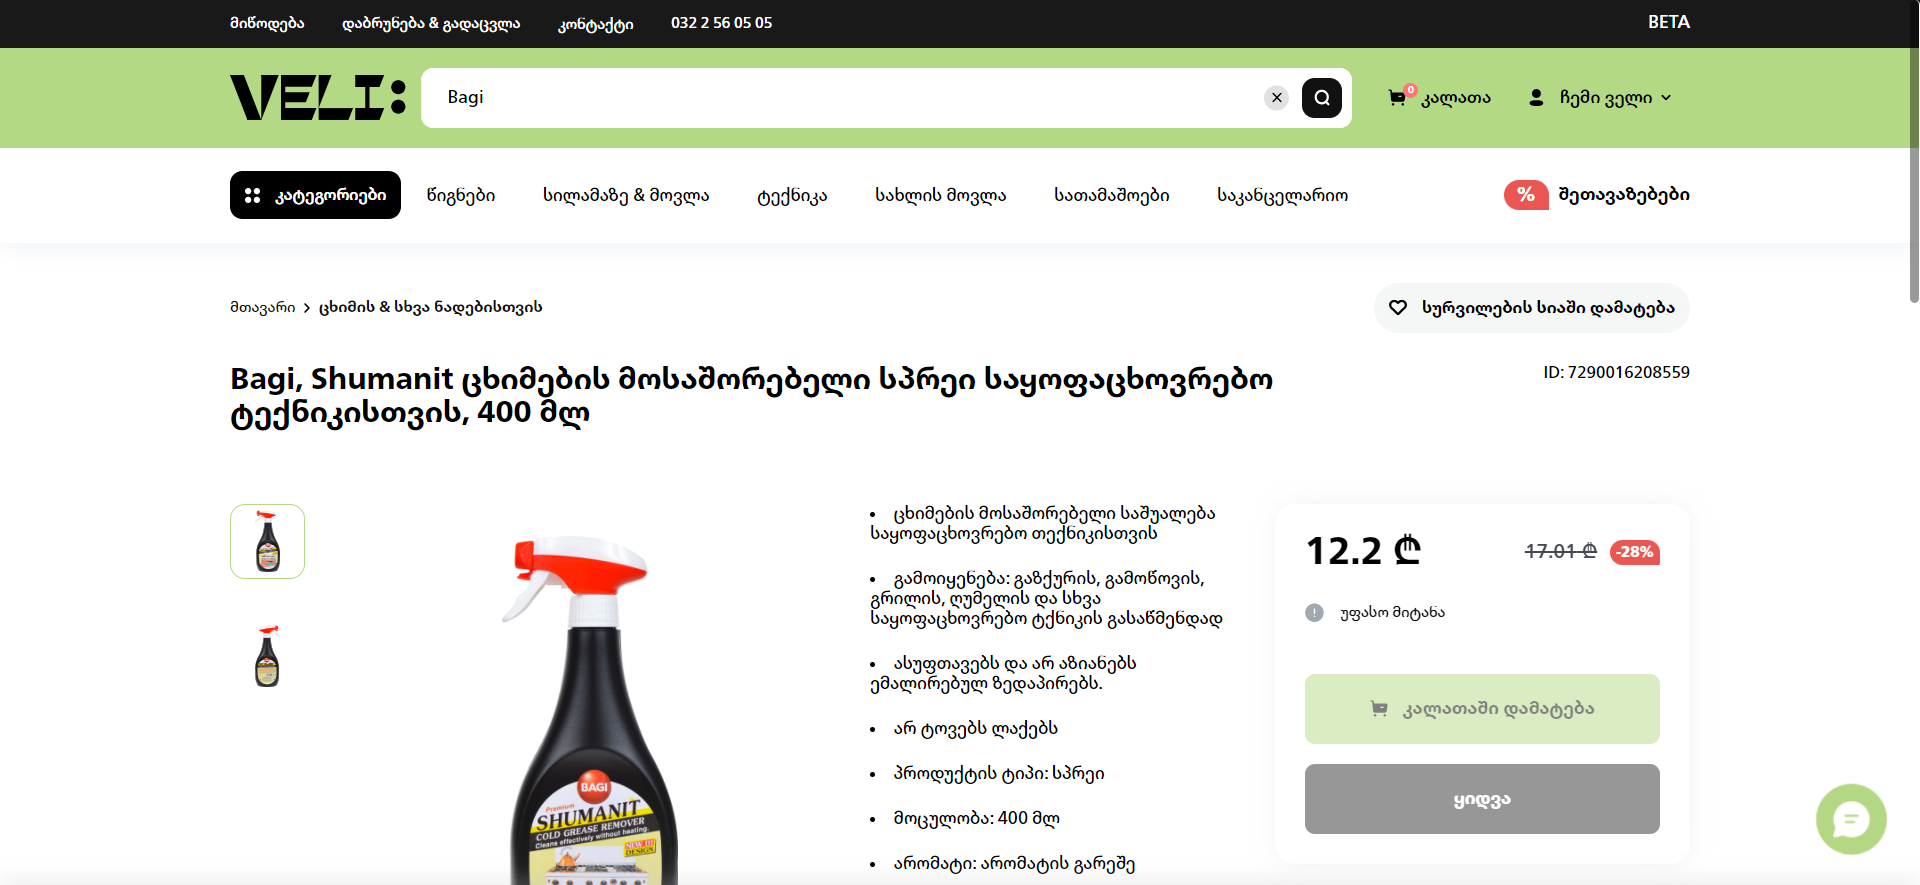 მიწოდება დაბრუნება & გადაცვლა კონტაქტი 032 2 56 05 05 BETA
VELI:
Bagi
0 კალათა ჩემი ველი
კატეგორიები წიგნები სილამაზე & მოვლა ტექნიკა სახლის მოვლა სათამაშოები საკანცელარიო % შეთავაზებები
მთავარი > ცხიმის & სხვა ნადებისთვის
სურვილების სიაში დამატება
Bagi, Shumanit ცხიმების მოსაშორებელი სპრეი საყოფაცხოვრებო
ტექნიკისთვის, 400 მლ
ID: 7290016208559
• ცხიმების მოსაშორებელი საშუალება
საყოფაცხოვრებო თექნიკისთვის
• გამოიყენება: გაზქურის, გამოწოვის,
გრილის, ღუმელის და სხვა
საყოფაცხოვრებო ტქნიკის გასაწმენდად
• ასუფთავებს და არ აზიანებს
ემალირებულ ზედაპირებს.
• არ ტოვებს ლაქებს
• პროდუქტის ტიპი: სპრეი
• მოცულობა: 400 მლ
• არომატი: არომატის გარეშე
12.2 ₾ 17.01 ₾ -28%
უფასო მიტანა
კალათაში დამატება
ყიდვა
BAGI
Premium
SHUMANIT
COLD GREASE REMOVER
Cleans effectively without heating.
NEW !!!
DESIGN